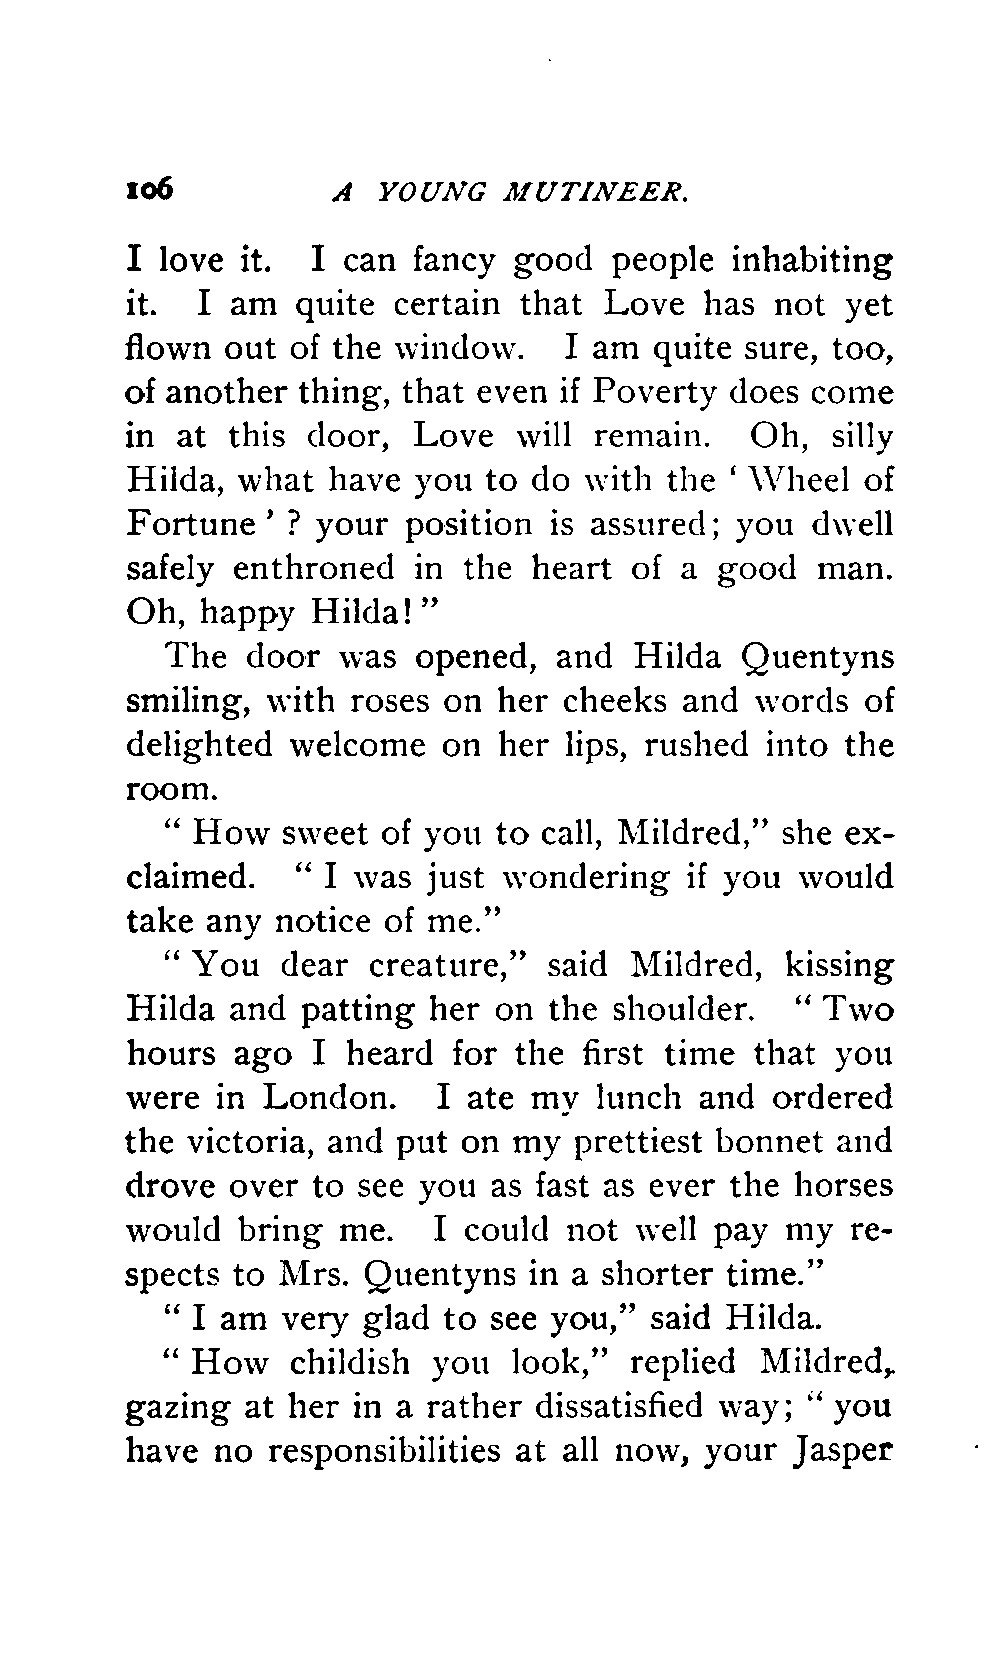 106 A YOUNG MUTINEER.
I love it. I can fancy good people inhabiting
it. I am quite certain that Love has not yet
flown out of the window. I am quite sure, too,
of another thing, that even if Poverty does come
in at this door, Love will remain. Oh, silly
Hilda, what have you to do with the ‘ Wheel of
Fortune ’ ? your position is assured; you dwell
safely enthroned in the heart of a good man.
Oh, happy Hilda! ”
The door was opened, and Hilda Quentyns
smiling, with roses on her cheeks and words of
delighted welcome on her lips, rushed into the
room.
“ How sweet of you to call, Mildred,” she ex-
claimed. “ I was just wondering if you would
take any notice of me.”
“ You dear creature,” said Mildred, kissing
Hilda and patting her on the shoulder. “ Two
hours ago I heard for the first time that you
were in London. I ate my lunch and ordered
the victoria, and put on my prettiest bonnet and
drove over to see you as fast as ever the horses
would bring me. I could not well pay my re-
spects to Mrs. Quentyns in a shorter time.”
“ I am very glad to see you,” said Hilda.
“ How childish you look,” replied Mildred,
gazing at her in a rather dissatisfied way; “ you
have no responsibilities at all now, your Jasper